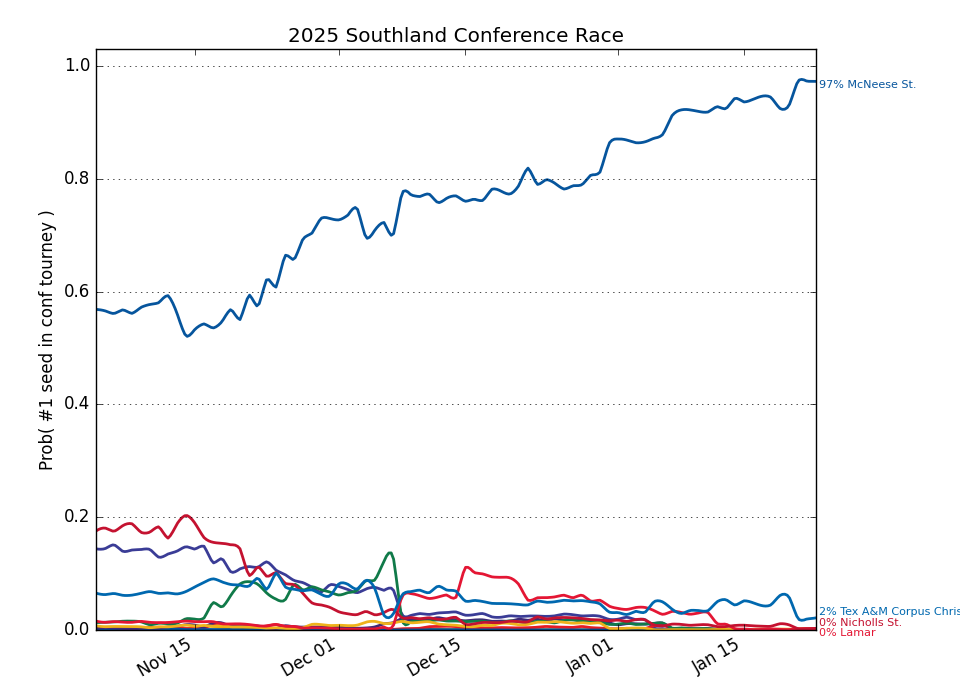 2025 Southland Conference Race
Prob( #1 seed in conf tourney )
1.0
0.8
0.6
0.4
0.2
0.0
Nov 15
Dec 01
Dec 15
Jan 01
Jan 15
97% McNeese St.
2% Tex A&M Corpus Chris
0% Nicholls St.
0% Lamar